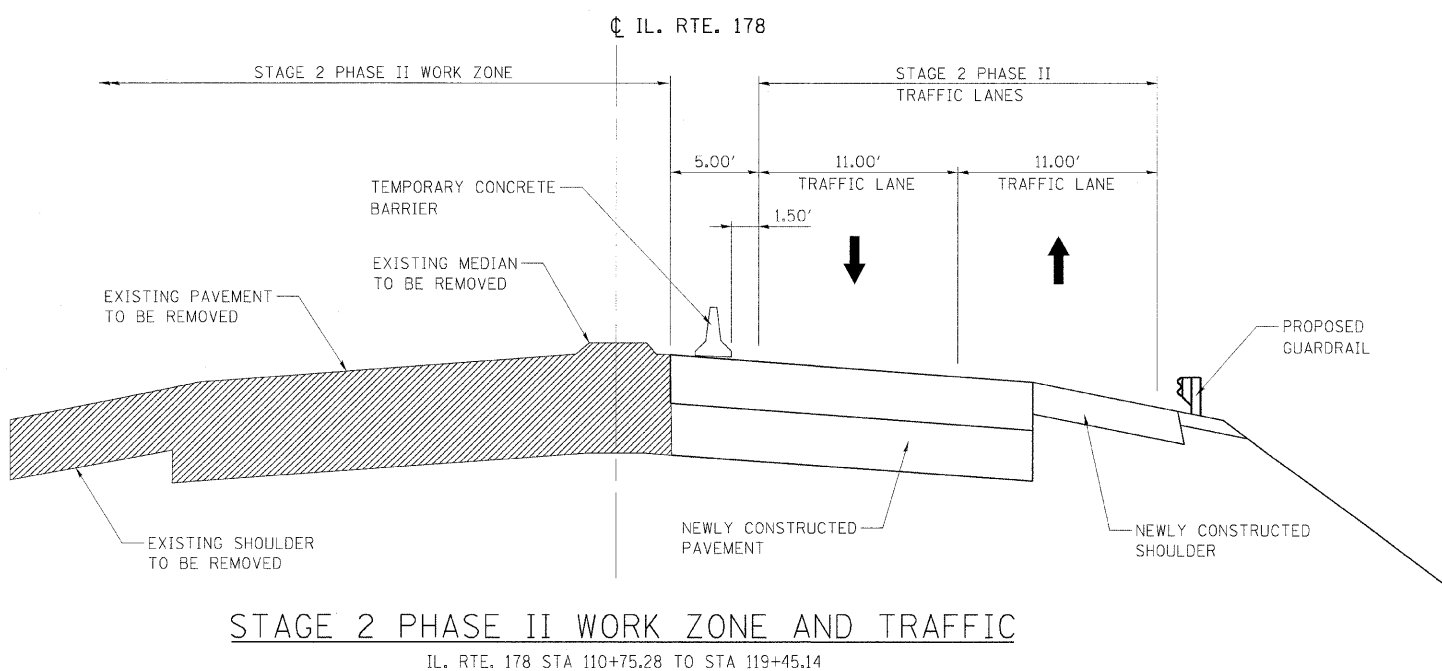 ℄ IL. RTE. 178
STAGE 2 PHASE II WORK ZONE
STAGE 2 PHASE II
TRAFFIC LANES
5.00'
11.00'
TRAFFIC LANE
11.00'
TRAFFIC LANE
TEMPORARY CONCRETE
BARRIER
1.50'
EXISTING MEDIAN
TO BE REMOVED
EXISTING PAVEMENT
TO BE REMOVED
PROPOSED
GUARDRAIL
EXISTING SHOULDER
TO BE REMOVED
NEWLY CONSTRUCTED
PAVEMENT
NEWLY CONSTRUCTED
SHOULDER
STAGE 2 PHASE II WORK ZONE AND TRAFFIC
IL. RTE. 178 STA 110+75.28 TO STA 119+45.14